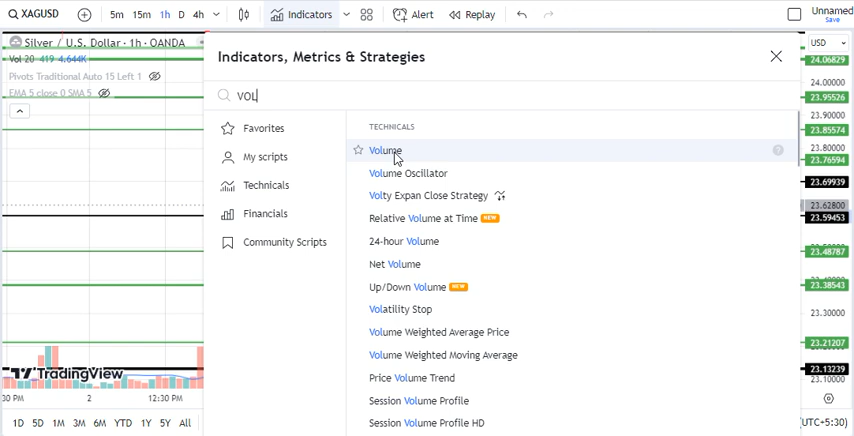 XAGUSD 5m 15m 1h D 4h Indicators Alert Replay Unnamed
Save
Silver / U.S. Dollar · 1h · OANDA
Vol 20 419 4.644K
Pivots Traditional Auto 15 Left 1
EMA 5 close 0 SMA 5
Indicators, Metrics & Strategies
VOL
Favorites
My scripts
Technicals
Financials
Community Scripts
TECHNICALS
Volume
Volume Oscillator
Volty Expan Close Strategy
Relative Volume at Time NEW
24-hour Volume
Net Volume
Up/Down Volume NEW
Volatility Stop
Volume Weighted Average Price
Volume Weighted Moving Average
Price Volume Trend
Session Volume Profile
Session Volume Profile HD
USD
24.06829
24.00000
23.95526
23.90000
23.85574
23.80000
23.76594
23.69939
23.62800
23.59453
23.48787
23.38543
23.30000
23.21207
23.13239
23.10000
TradingView
:30 PM 2 12:30 PM
1D 5D 1M 3M 6M YTD 1Y 5Y All
(UTC+5:30)